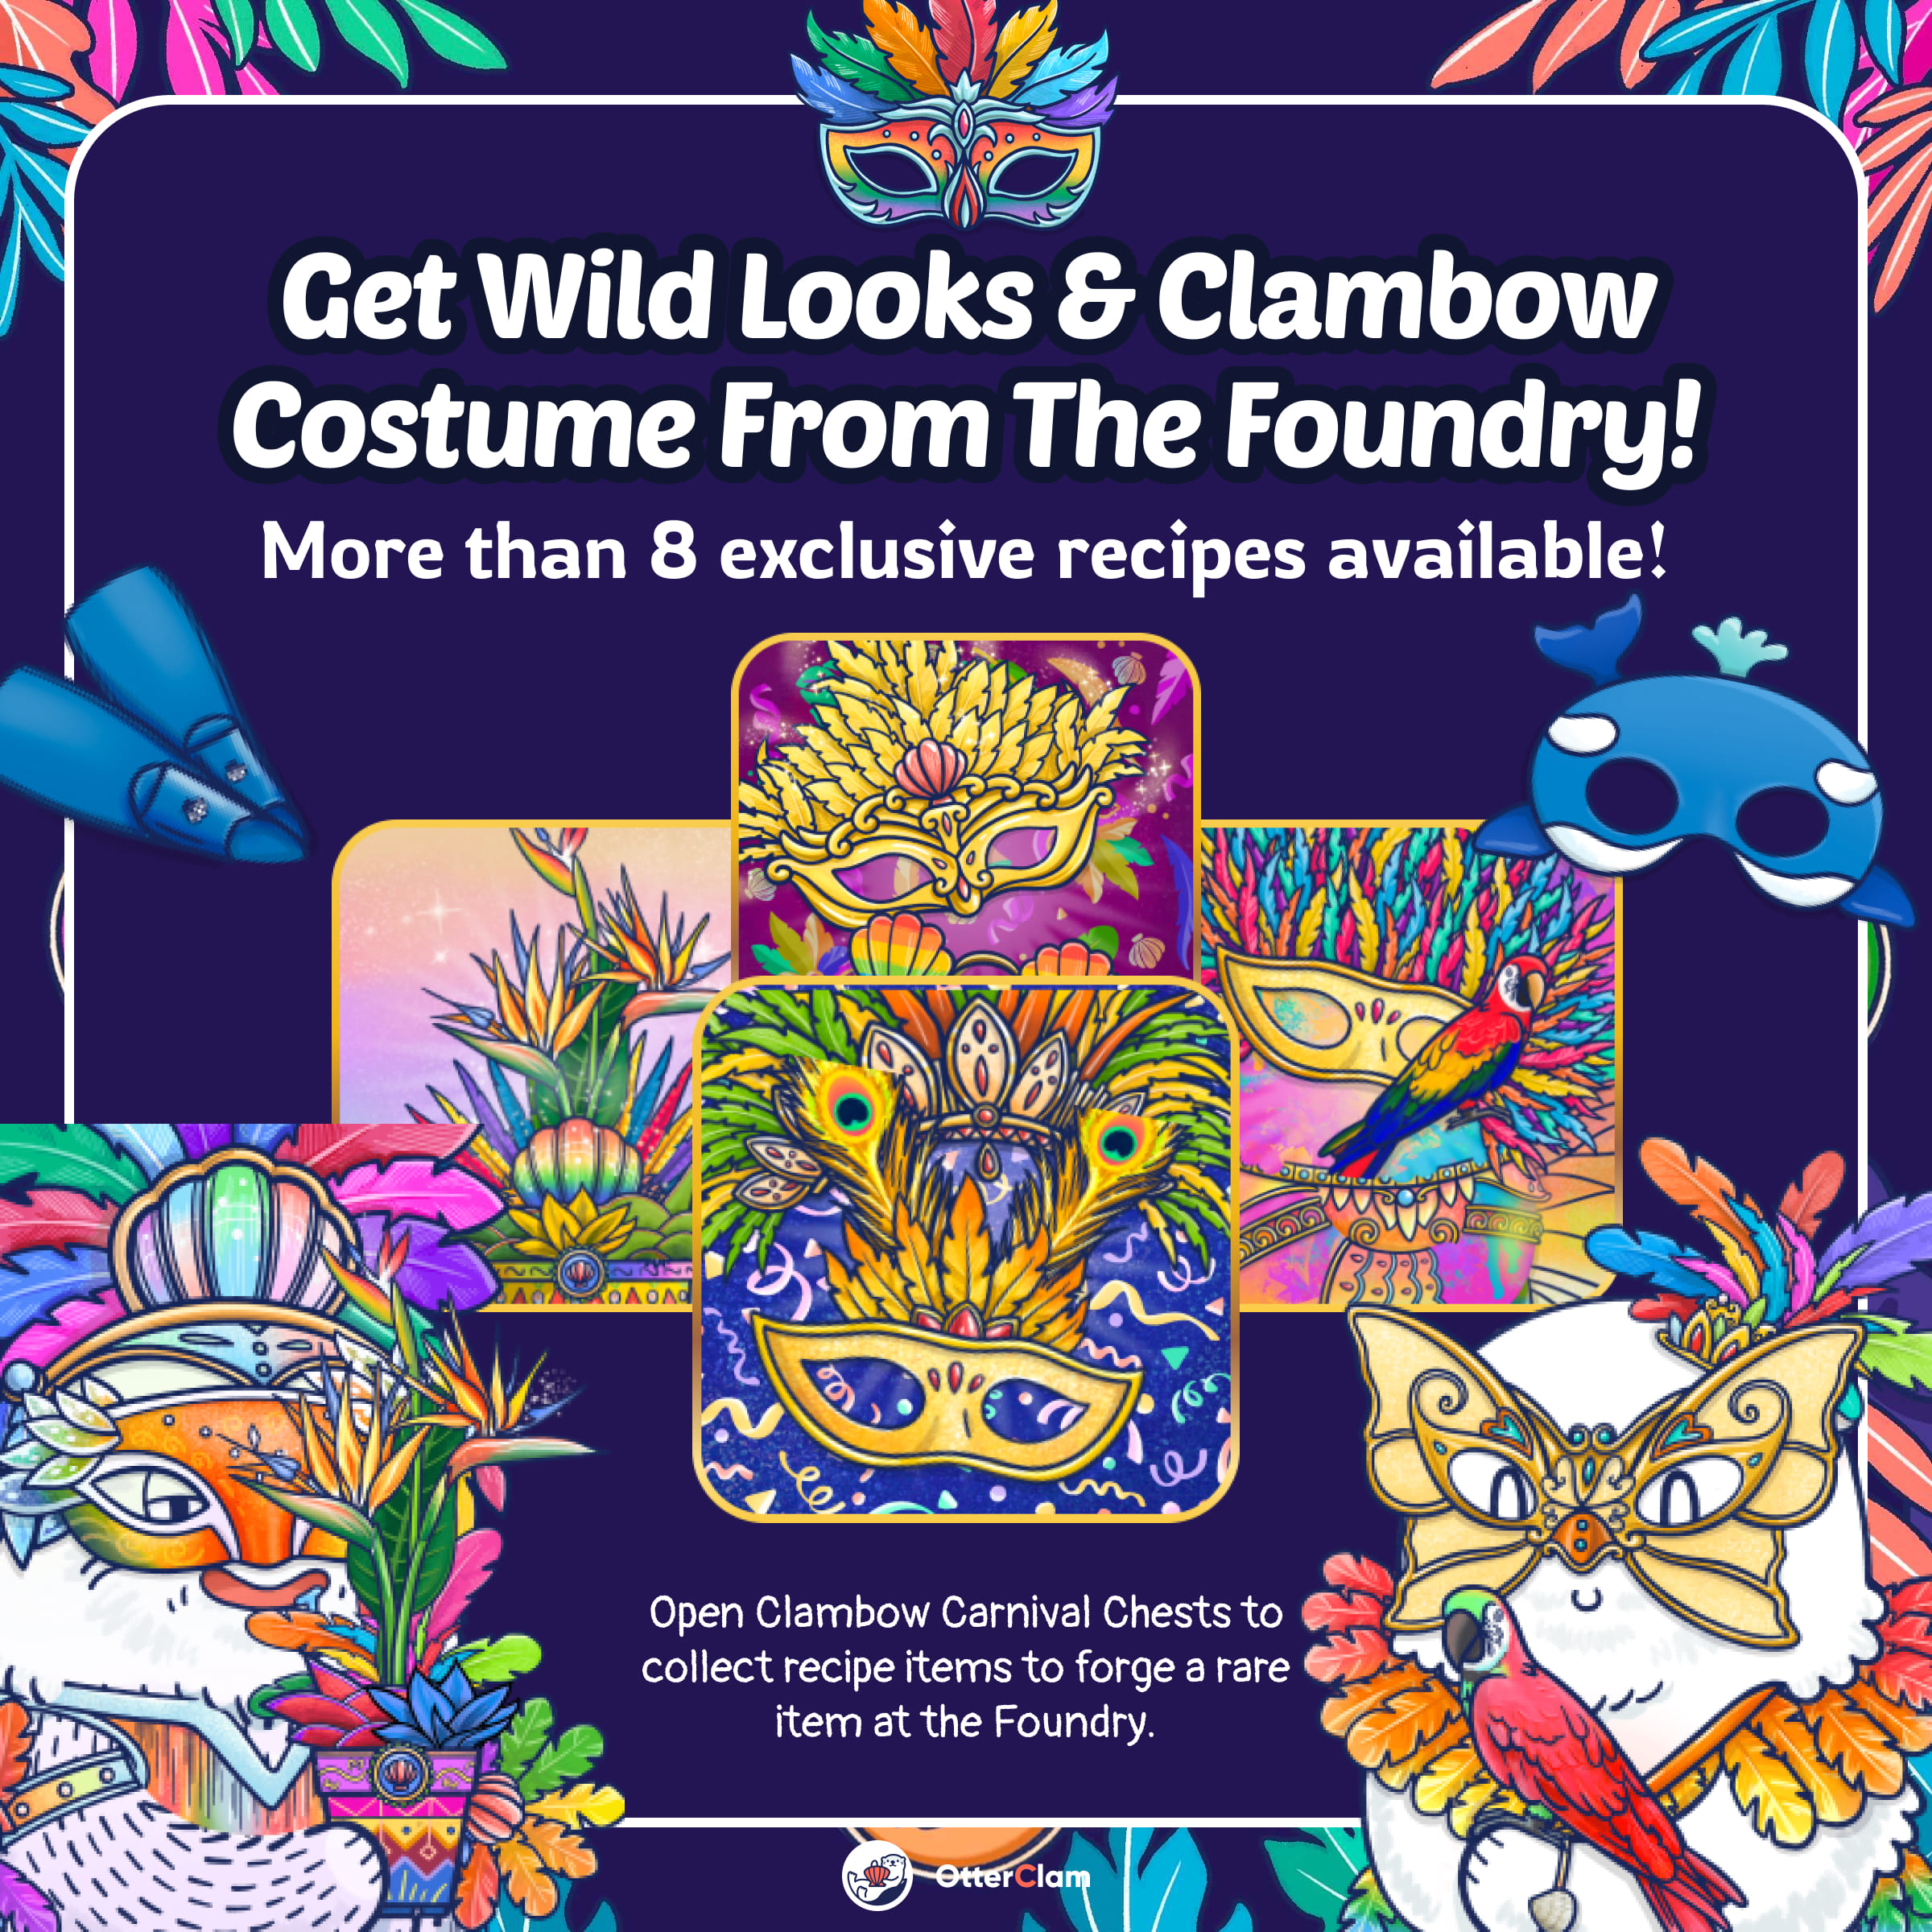 Get Wild Looks & Clambow
Costume From The Foundry!
More than 8 exclusive recipes available!
Open Clambow Carnival Chests to
collect recipe items to forge a rare
item at the Foundry.
OtterClam